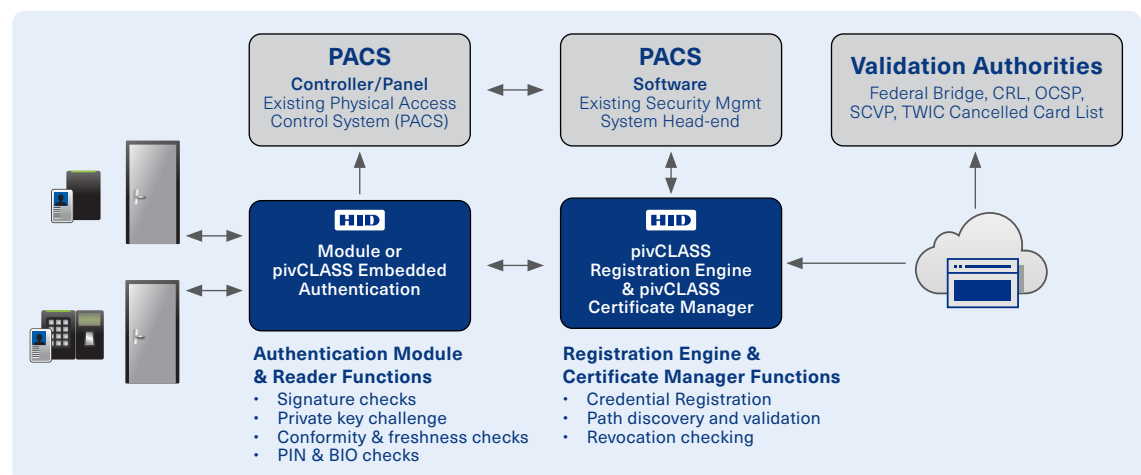 PACS
Controller/Panel
Existing Physical Access
Control System (PACS)
PACS
Software
Existing Security Mgmt
System Head-end
Validation Authorities
Federal Bridge, CRL, OCSP,
SCVP, TWIC Cancelled Card List
HID
Module or
pivCLASS Embedded
Authentication
HID
pivCLASS
Registration Engine
& pivCLASS
Certificate Manager
Authentication Module
& Reader Functions
• Signature checks
• Private key challenge
• Conformity & freshness checks
• PIN & BIO checks
Registration Engine &
Certificate Manager Functions
• Credential Registration
• Path discovery and validation
• Revocation checking